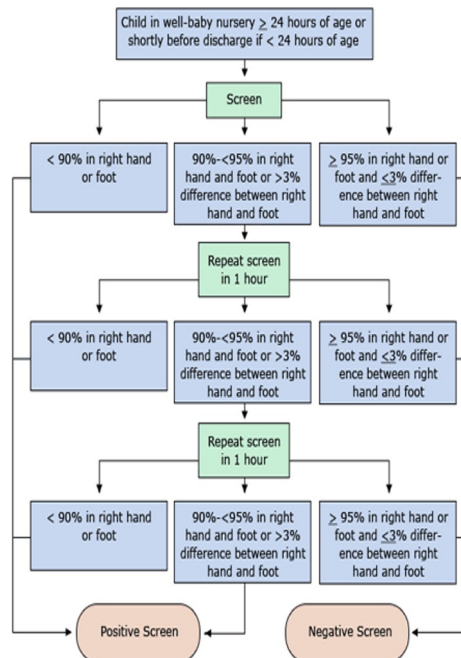 Child in well-baby nursery ≥ 24 hours of age or
shortly before discharge if < 24 hours of age
Screen
< 90% in right hand
or foot
90%-<95% in right
hand and foot or >3%
difference between right
hand and foot
≥ 95% in right hand or
foot and ≤3% differ-
ence between right
hand and foot
Repeat screen
in 1 hour
< 90% in right hand
or foot
90%-<95% in right
hand and foot or >3%
difference between right
hand and foot
≥ 95% in right hand or
foot and ≤3% differ-
ence between right
hand and foot
Repeat screen
in 1 hour
< 90% in right hand
or foot
90%-<95% in right
hand and foot or >3%
difference between right
hand and foot
≥ 95% in right hand or
foot and ≤3% differ-
ence between right
hand and foot
Positive Screen
Negative Screen